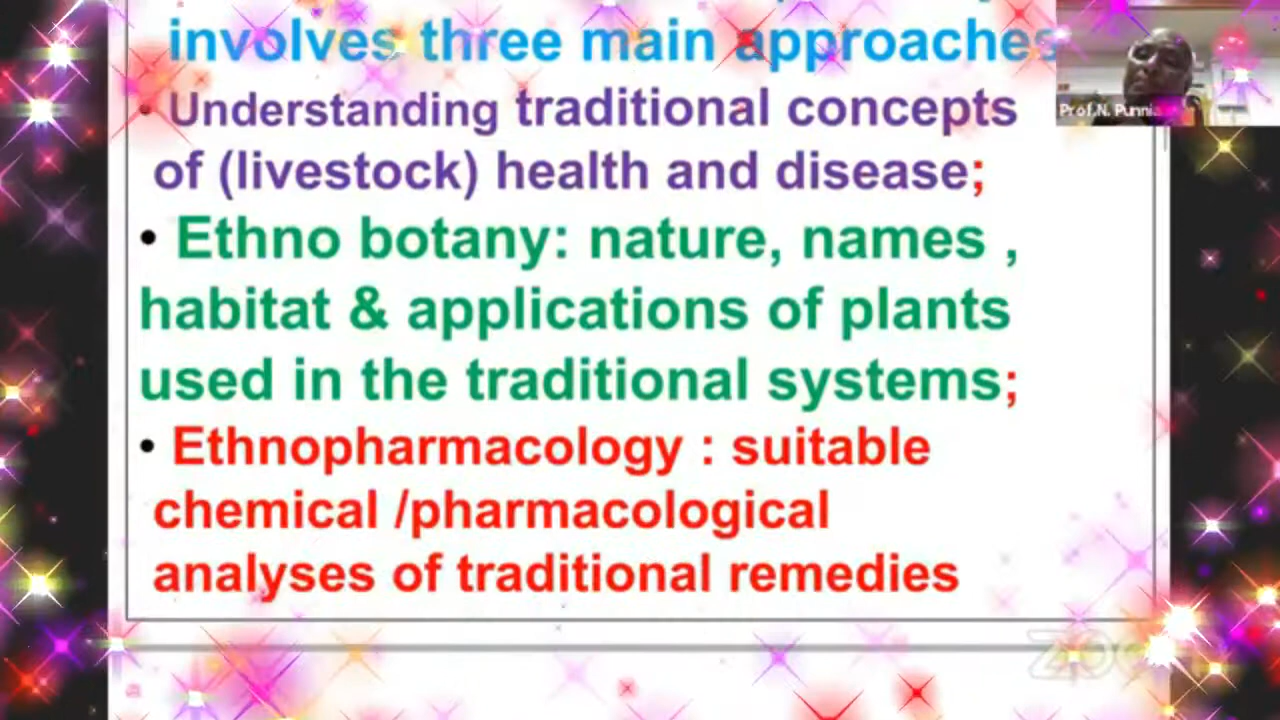 involves three main approaches
• Understanding traditional concepts
of (livestock) health and disease;
• Ethno botany: nature, names ,
habitat & applications of plants
used in the traditional systems;
• Ethnopharmacology : suitable
chemical /pharmacological
analyses of traditional remedies
Prof.N.